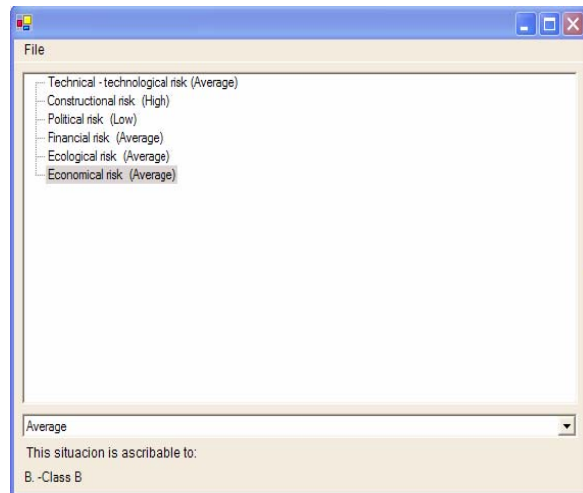 File
Technical - technological risk (Average)
Constructional risk (High)
Political risk (Low)
Financial risk (Average)
Ecological risk (Average)
Economical risk (Average)
Average
This situacion is ascribable to:
B. -Class B